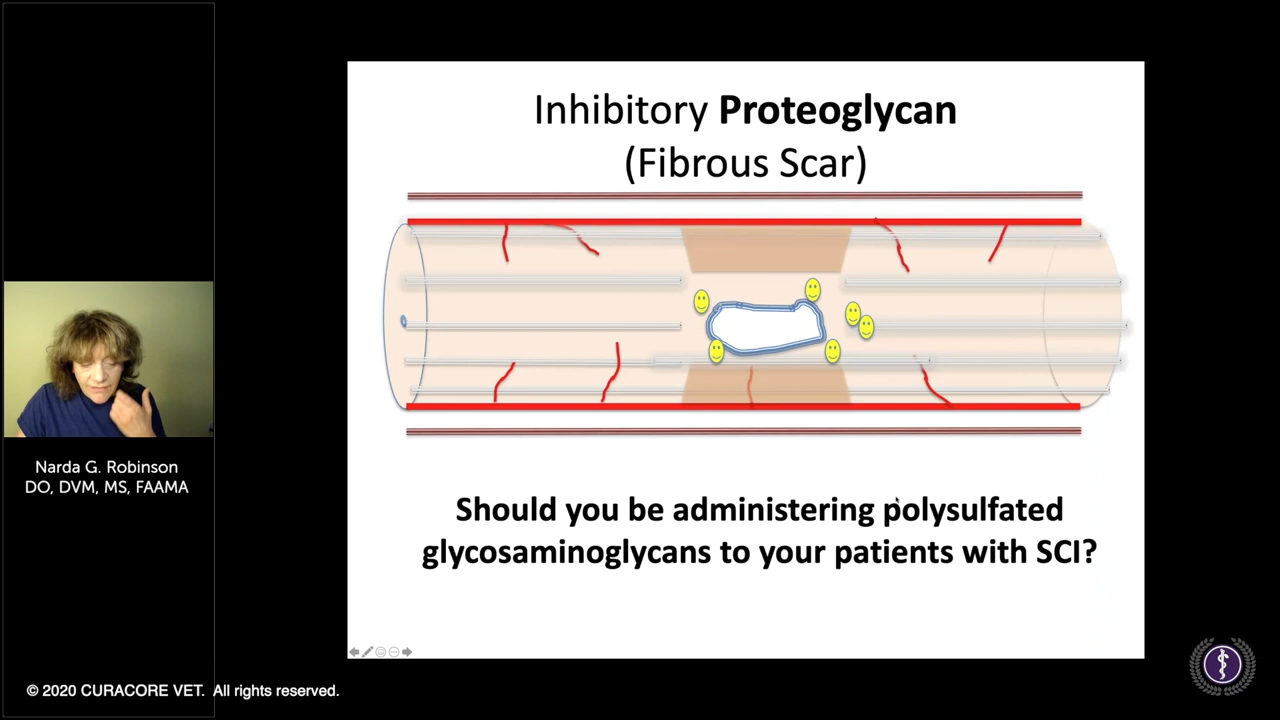 Inhibitory Proteoglycan
(Fibrous Scar)
Should you be administering polysulfated
glycosaminoglycans to your patients with SCI?
Narda G. Robinson
DO, DVM, MS, FAAMA
© 2020 CURACORE VET. All rights reserved.